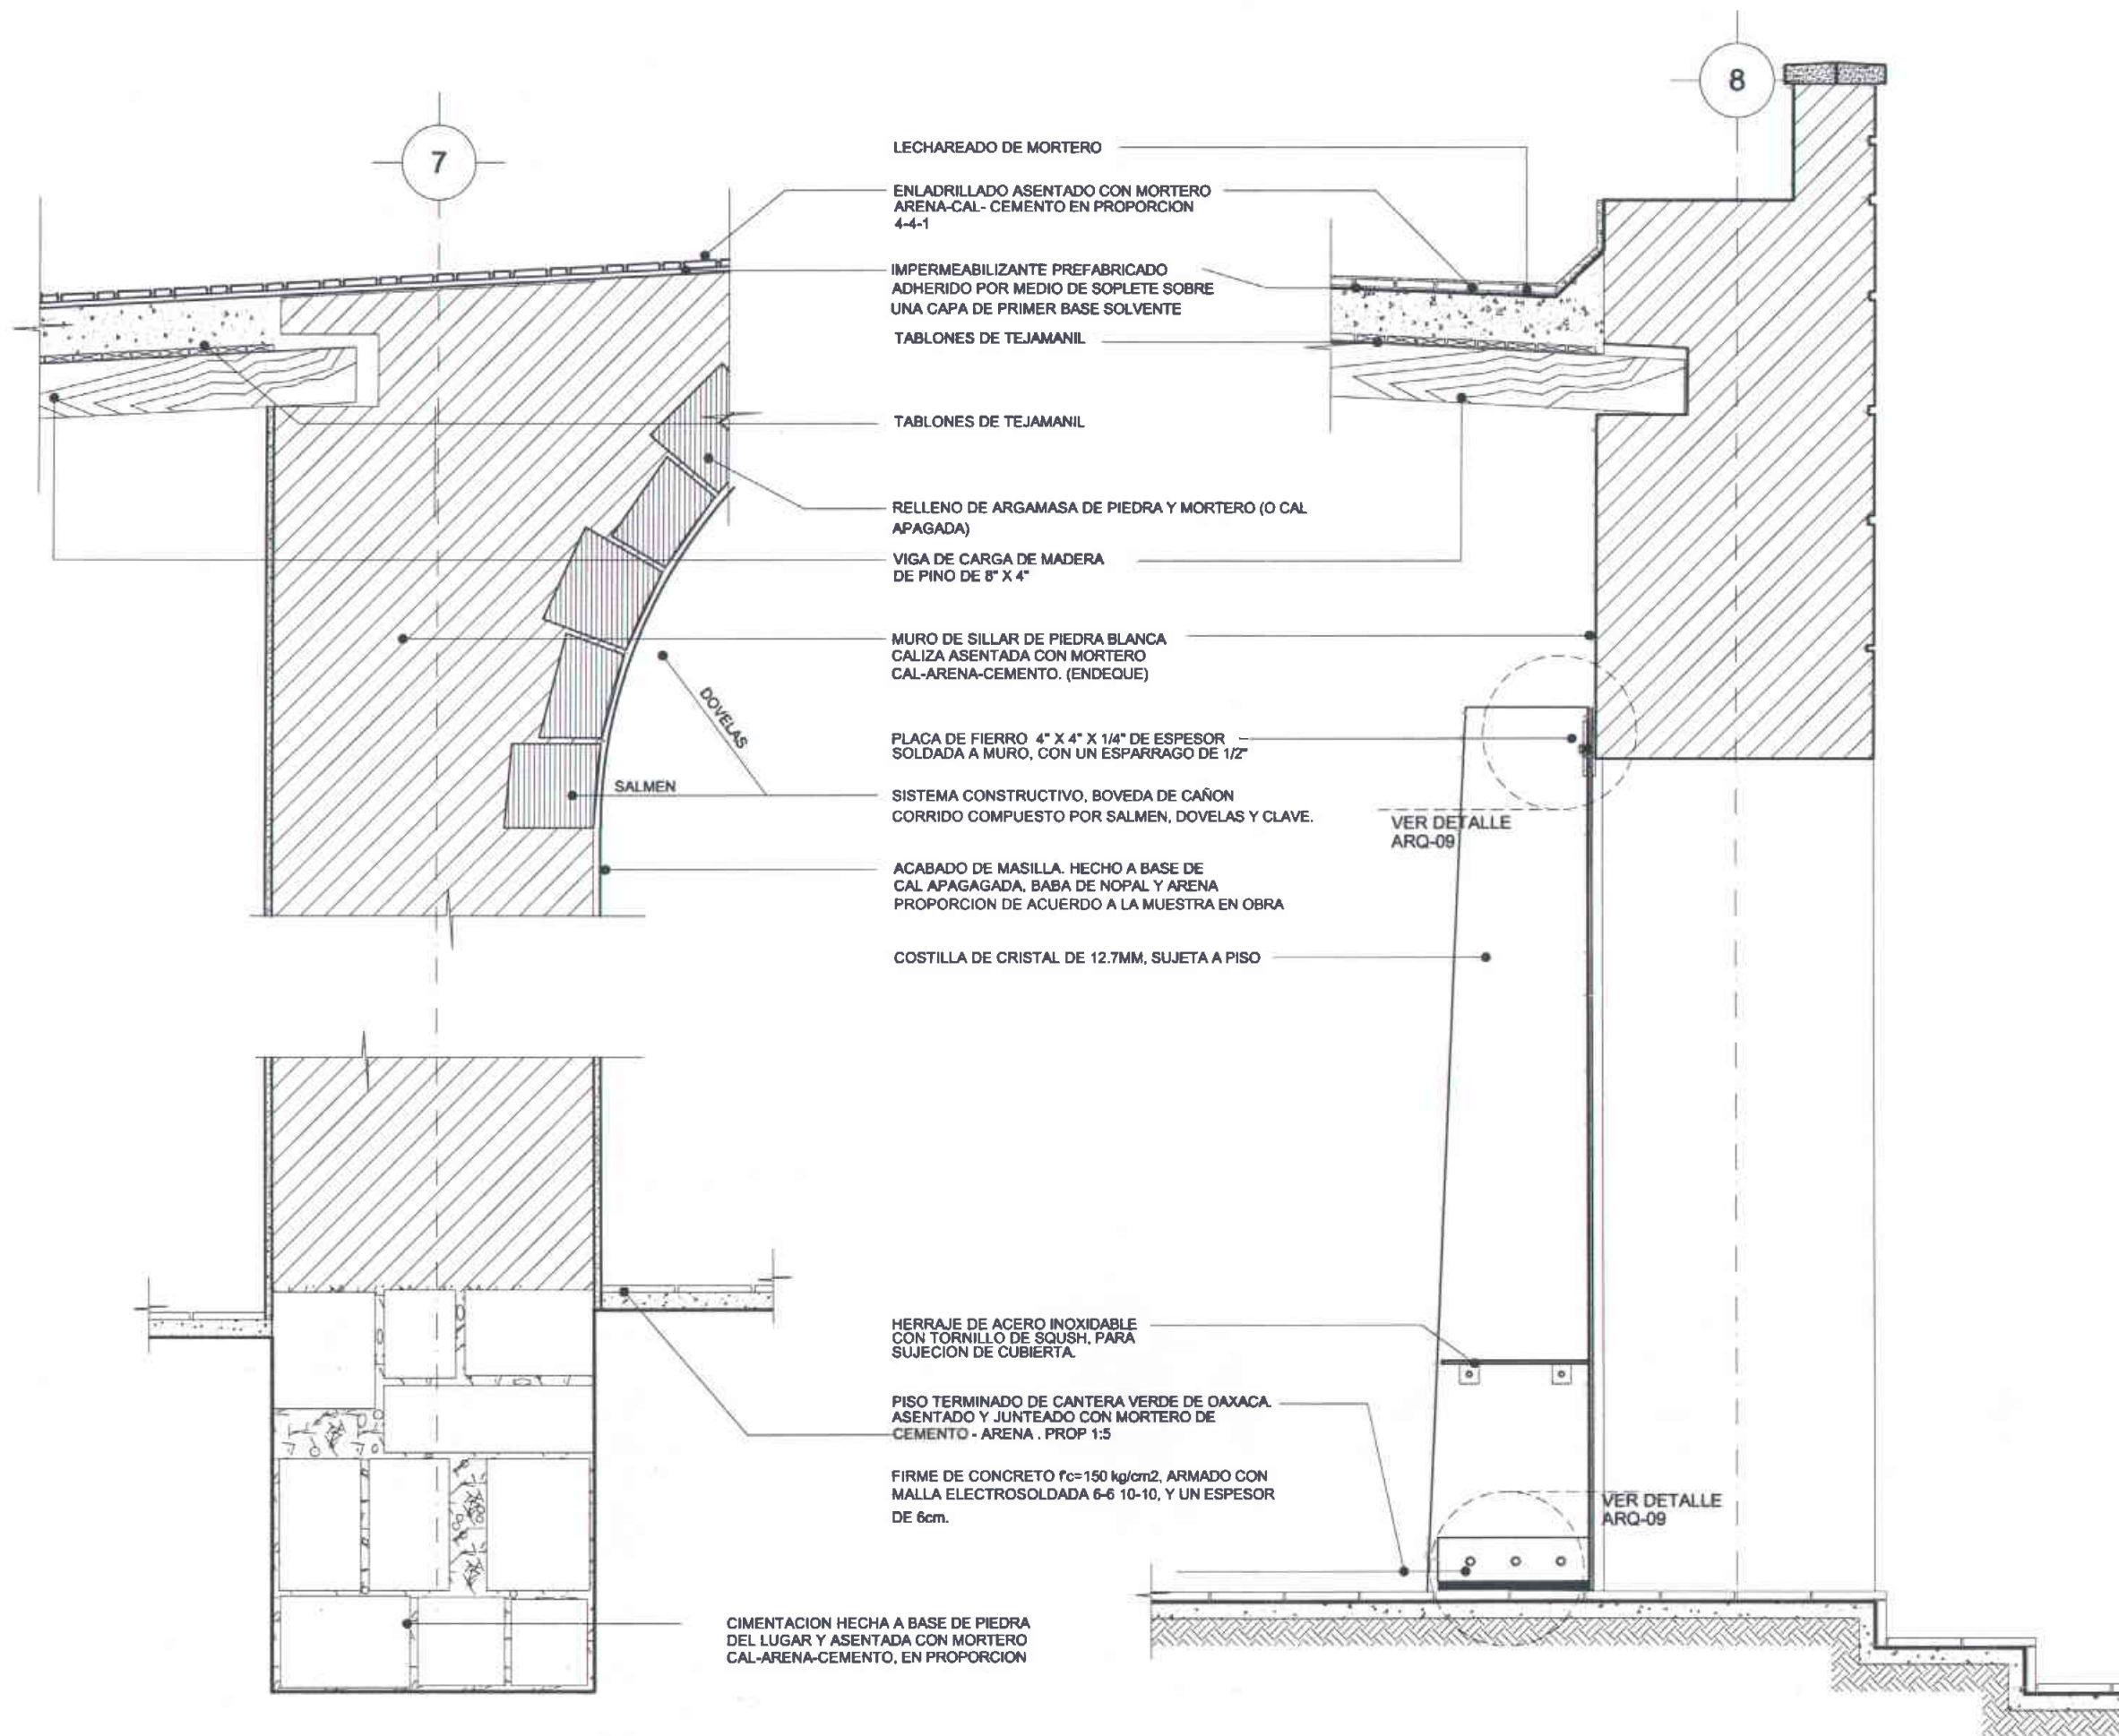 7
8
LECHAREADO DE MORTERO
ENLADRILLADO ASENTADO CON MORTERO
ARENA-CAL- CEMENTO EN PROPORCION
4-4-1
IMPERMEABILIZANTE PREFABRICADO
ADHERIDO POR MEDIO DE SOPLETE SOBRE
UNA CAPA DE PRIMER BASE SOLVENTE
TABLONES DE TEJAMANIL
TABLONES DE TEJAMANIL
RELLENO DE ARGAMASA DE PIEDRA Y MORTERO (O CAL
APAGADA)
VIGA DE CARGA DE MADERA
DE PINO DE 8" X 4"
MURO DE SILLAR DE PIEDRA BLANCA
CALIZA ASENTADA CON MORTERO
CAL-ARENA-CEMENTO. (ENDEQUE)
DOVELAS
PLACA DE FIERRO 4" X 4" X 1/4" DE ESPESOR
SOLDADA A MURO, CON UN ESPARRAGO DE 1/2"
SALMEN
SISTEMA CONSTRUCTIVO, BOVEDA DE CAÑON
CORRIDO COMPUESTO POR SALMEN, DOVELAS Y CLAVE.
VER DETALLE
ARQ-09
ACABADO DE MASILLA. HECHO A BASE DE
CAL APAGAGADA, BABA DE NOPAL Y ARENA
PROPORCION DE ACUERDO A LA MUESTRA EN OBRA
COSTILLA DE CRISTAL DE 12.7MM, SUJETA A PISO
HERRAJE DE ACERO INOXIDABLE
CON TORNILLO DE SQUSH, PARA
SUJECION DE CUBIERTA.
PISO TERMINADO DE CANTERA VERDE DE OAXACA.
ASENTADO Y JUNTEADO CON MORTERO DE
CEMENTO - ARENA . PROP 1:5
FIRME DE CONCRETO f'c=150 kg/cm2, ARMADO CON
MALLA ELECTROSOLDADA 6-6 10-10, Y UN ESPESOR
DE 6cm.
VER DETALLE
ARQ-09
CIMENTACION HECHA A BASE DE PIEDRA
DEL LUGAR Y ASENTADA CON MORTERO
CAL-ARENA-CEMENTO, EN PROPORCION